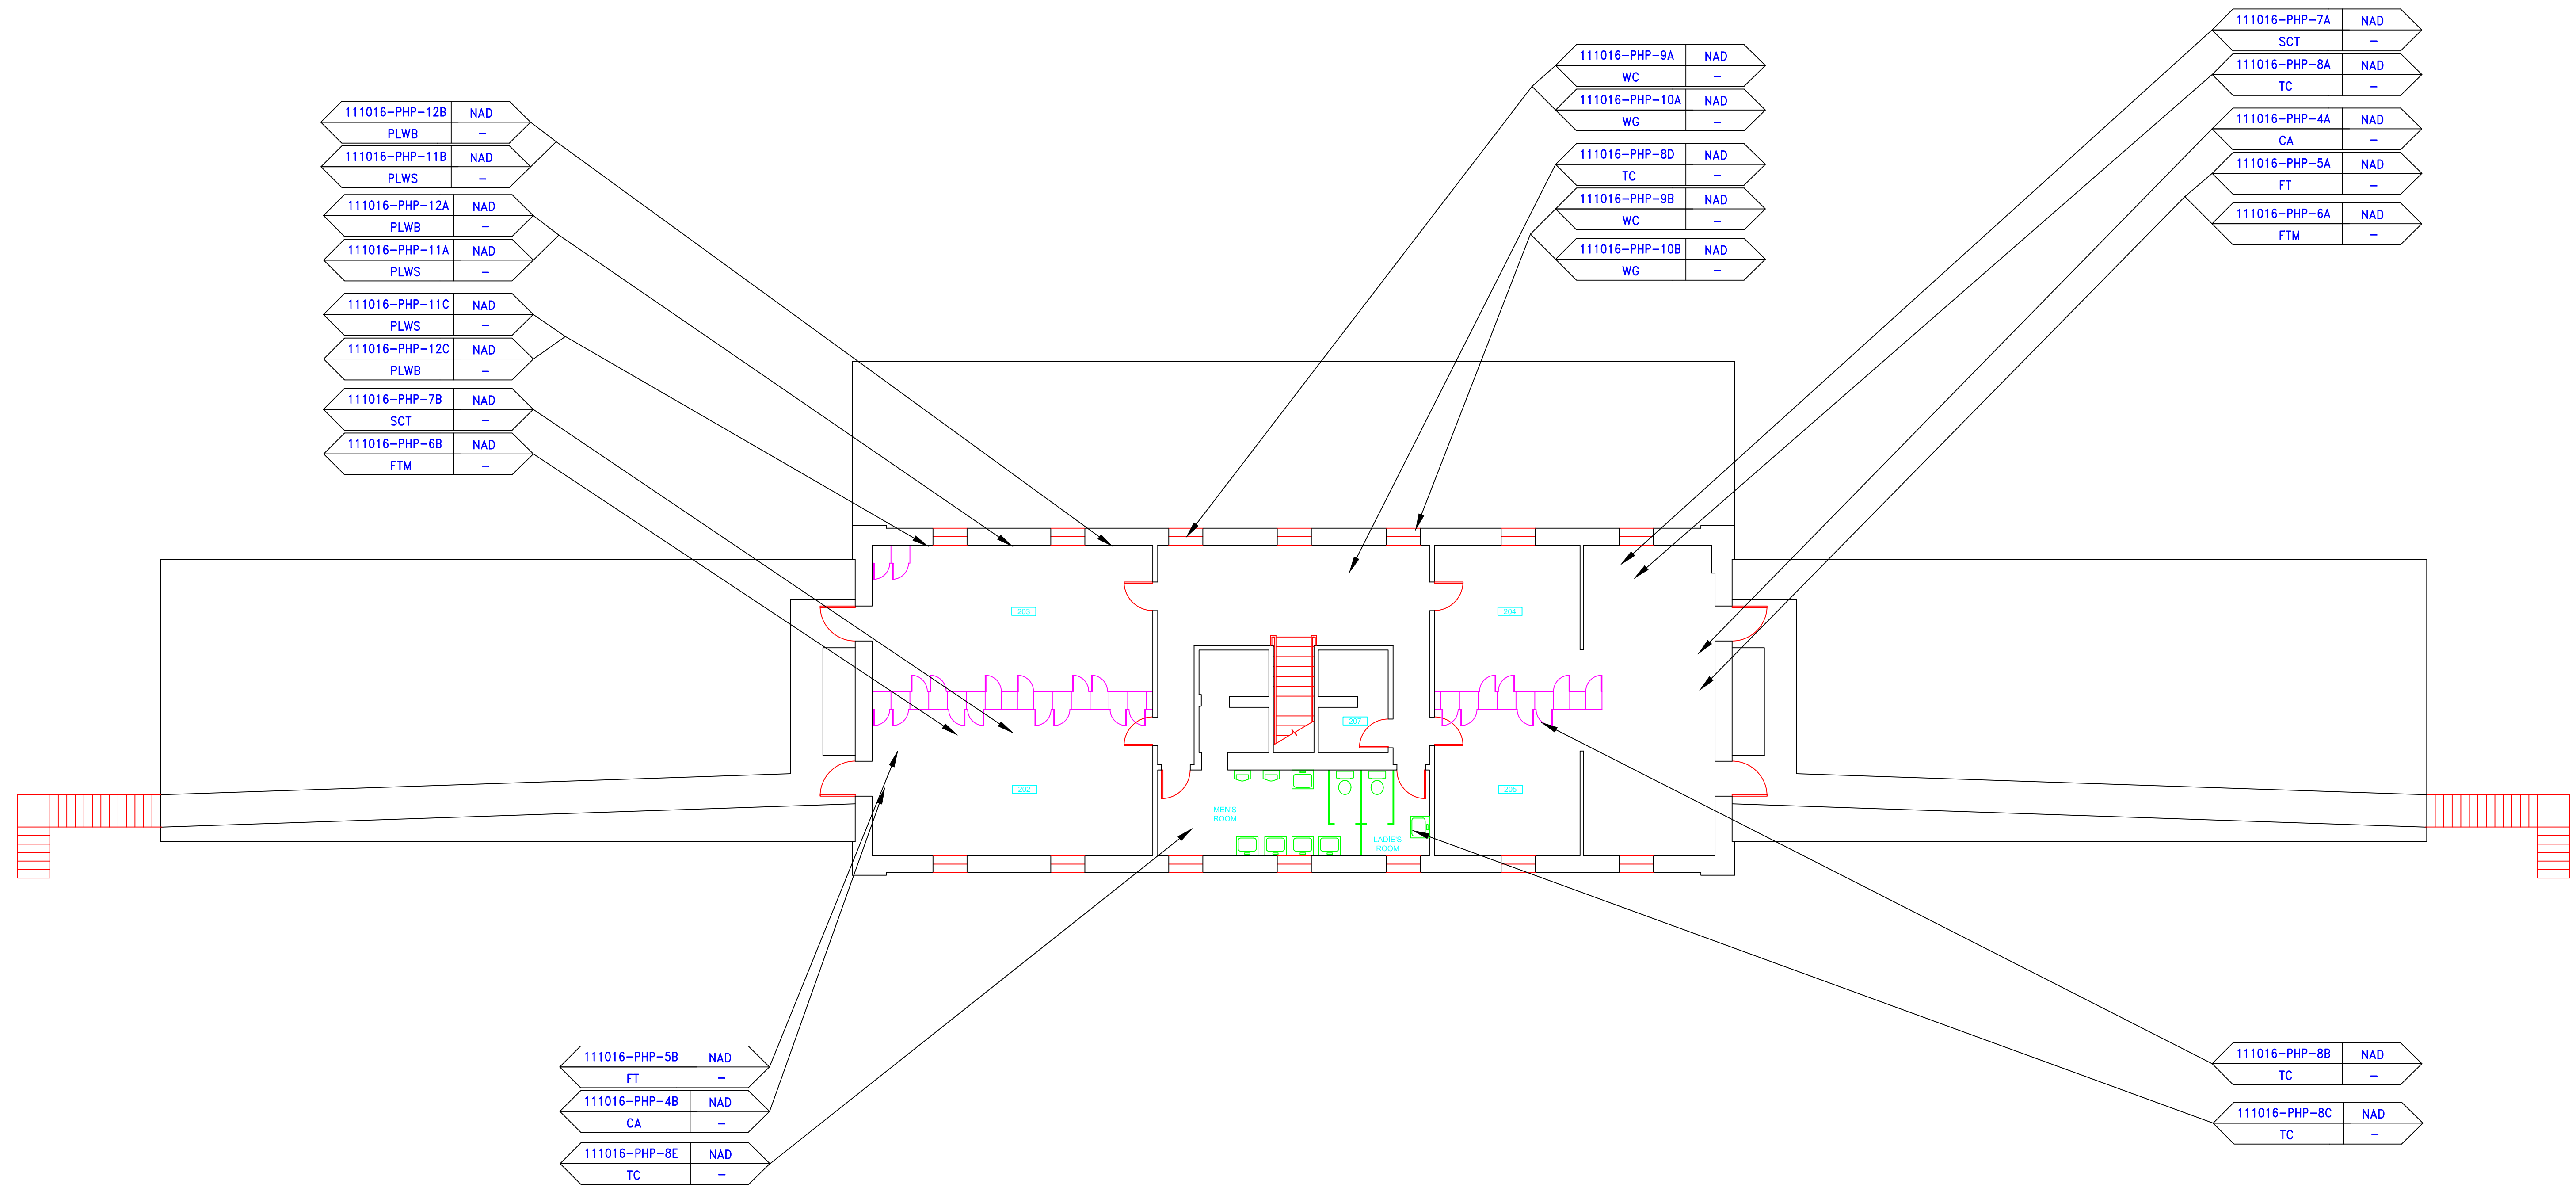 111016-PHP-12B NAD
PLWB -
111016-PHP-11B NAD
PLWS -
111016-PHP-12A NAD
PLWB -
111016-PHP-11A NAD
PLWS -
111016-PHP-11C NAD
PLWS -
111016-PHP-12C NAD
PLWB -
111016-PHP-7B NAD
SCT -
111016-PHP-6B NAD
FTM -
111016-PHP-9A NAD
WC -
111016-PHP-10A NAD
WG -
111016-PHP-8D NAD
TC -
111016-PHP-9B NAD
WC -
111016-PHP-10B NAD
WG -
111016-PHP-7A NAD
SCT -
111016-PHP-8A NAD
TC -
111016-PHP-4A NAD
CA -
111016-PHP-5A NAD
FT -
111016-PHP-6A NAD
FTM -
203
204
207
202
205
MEN'S
ROOM
LADIE'S
ROOM
111016-PHP-5B NAD
FT -
111016-PHP-4B NAD
CA -
111016-PHP-8E NAD
TC -
111016-PHP-8B NAD
TC -
111016-PHP-8C NAD
TC -